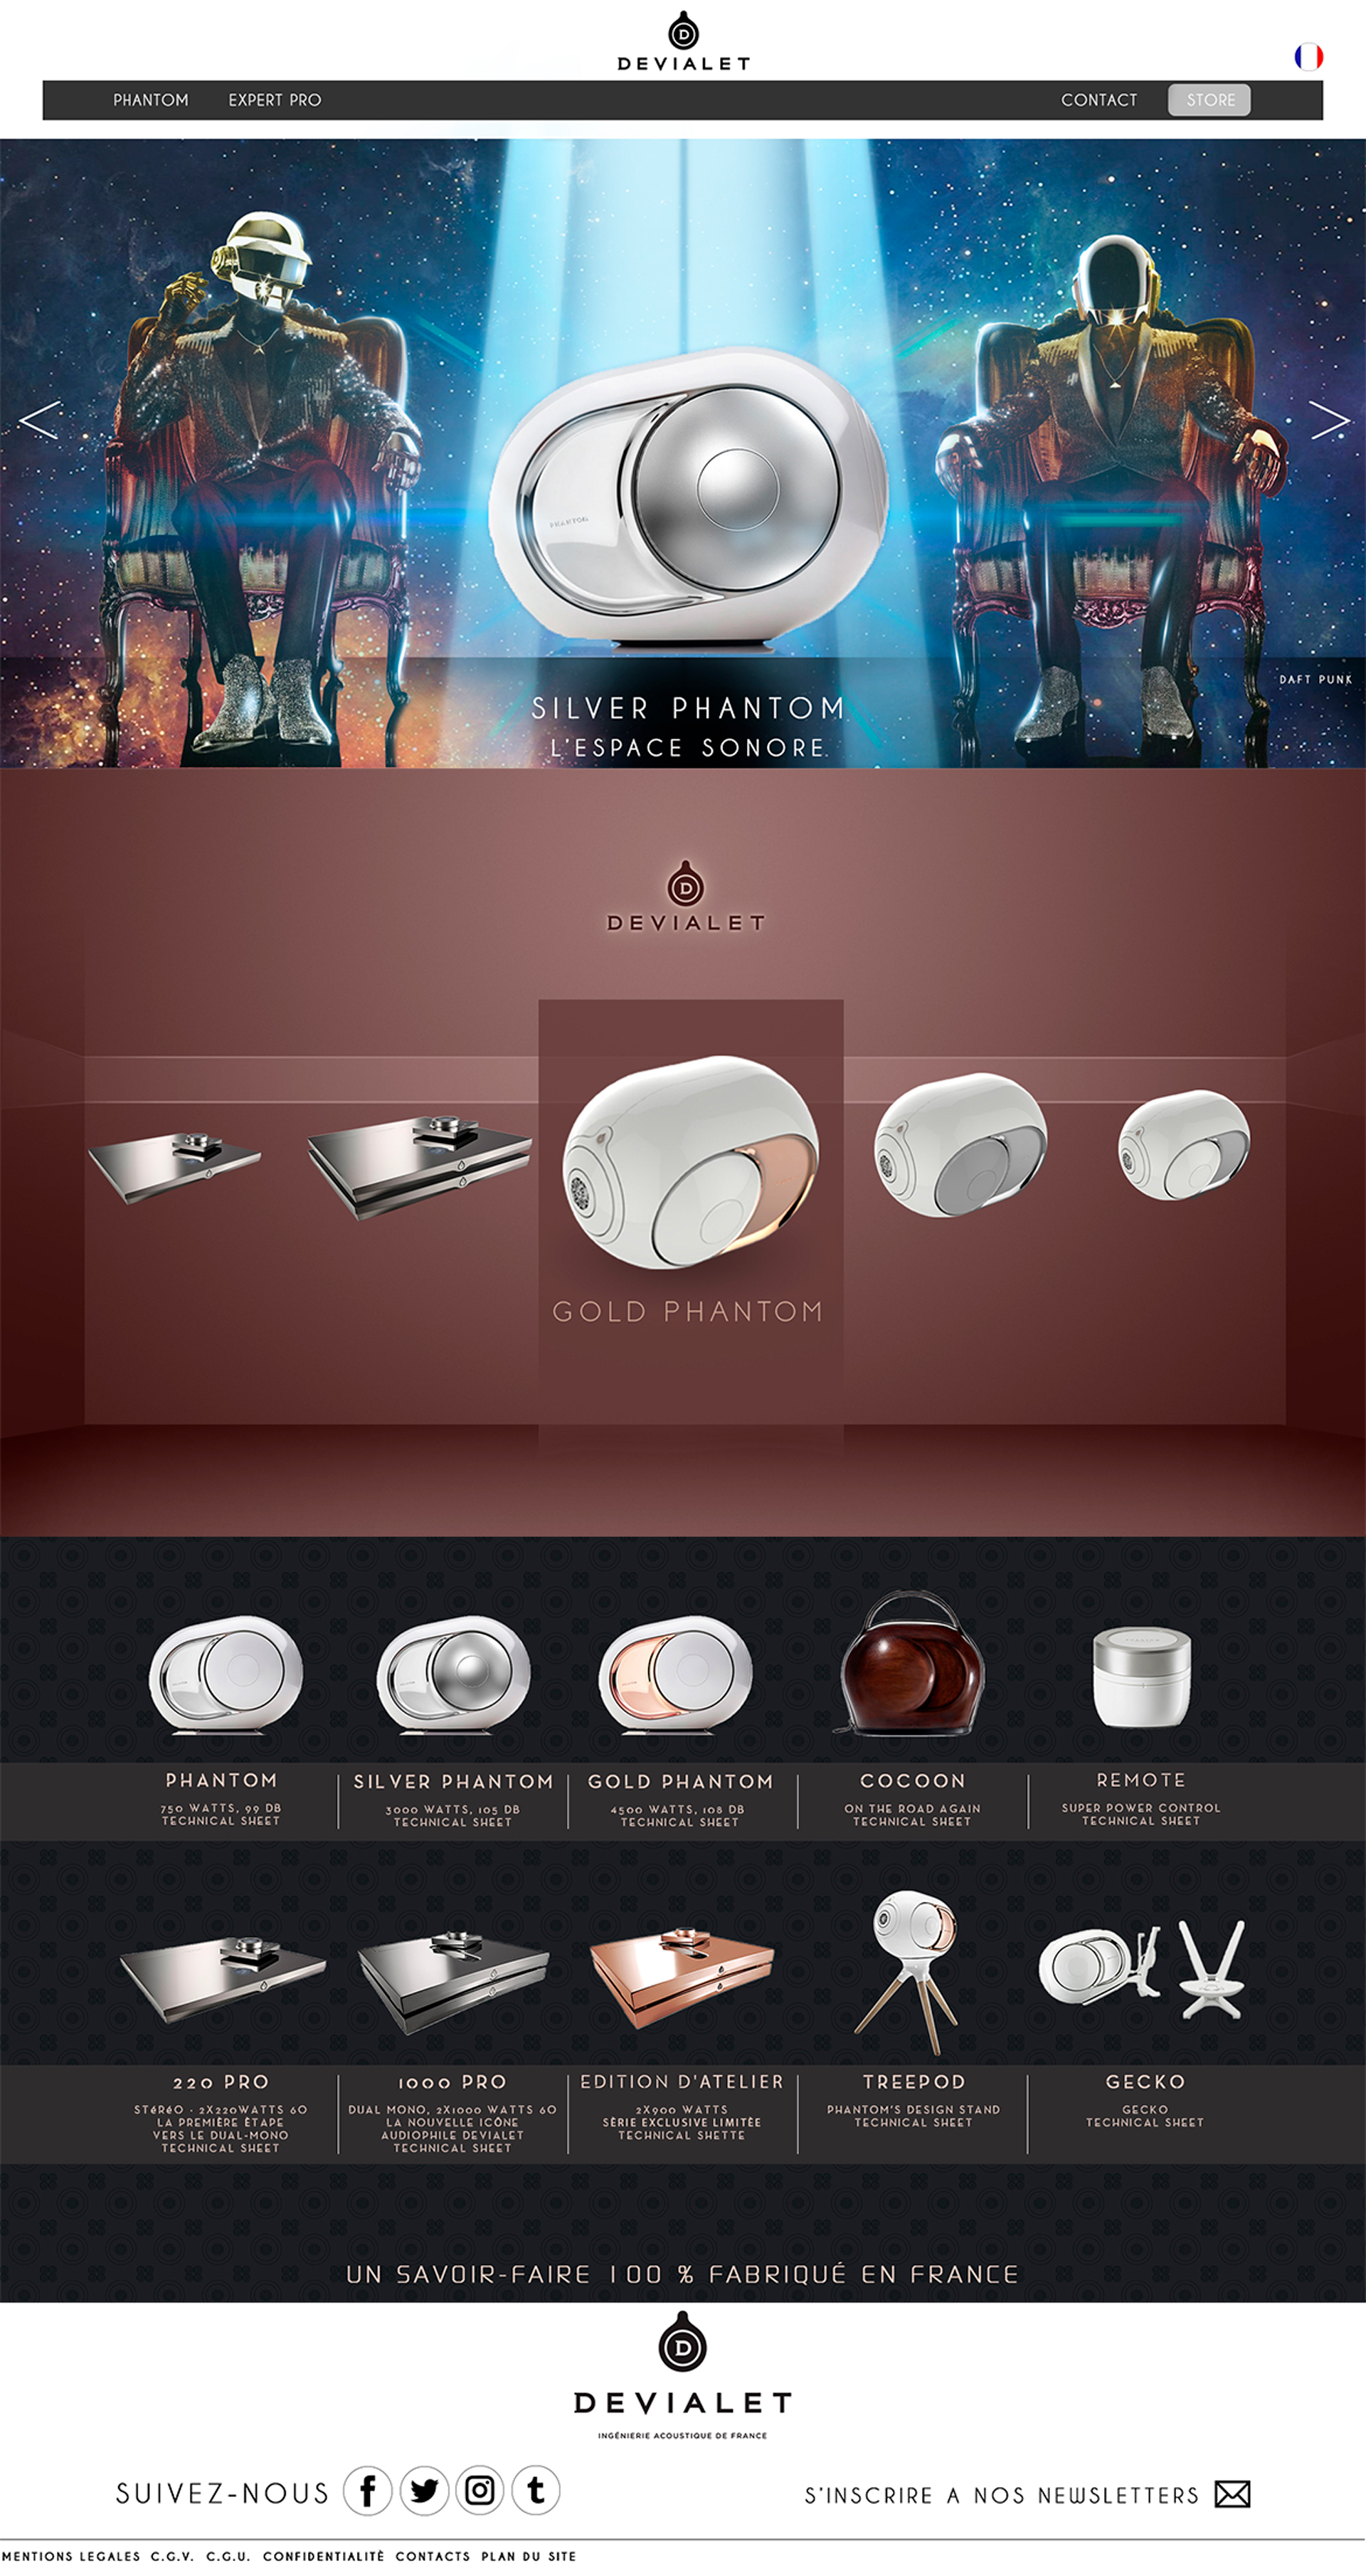 DEVIALET
PHANTOM EXPERT PRO CONTACT STORE
PHANTOM
DAFT PUNK
SILVER PHANTOM
L'ESPACE SONORE.
DEVIALET
GOLD PHANTOM
PHANTOM
750 WATTS, 99 DB
TECHNICAL SHEET
SILVER PHANTOM
3000 WATTS, 105 DB
TECHNICAL SHEET
GOLD PHANTOM
4500 WATTS, 108 DB
TECHNICAL SHEET
COCOON
ON THE ROAD AGAIN
TECHNICAL SHEET
REMOTE
SUPER POWER CONTROL
TECHNICAL SHEET
220 PRO
STéRéO - 2X220WATTS 6O
LA PREMIÈRE ÈTAPE
VERS LE DUAL-MONO
TECHNICAL SHEET
1000 PRO
DUAL MONO, 2X1000 WATTS 6O
LA NOUVELLE ICÔNE
AUDIOPHILE DEVIALET
TECHNICAL SHEET
EDITION D'ATELIER
2X900 WATTS
SÈRIE EXCLUSIVE LIMITÈE
TECHNICAL SHETTE
TREEPOD
PHANTOM'S DESIGN STAND
TECHNICAL SHEET
GECKO
GECKO
TECHNICAL SHEET
UN SAVOIR-FAIRE 100 % FABRIQUÉ EN FRANCE
DEVIALET
INGÉNIERIE ACOUSTIQUE DE FRANCE
SUIVEZ-NOUS
S'INSCRIRE A NOS NEWSLETTERS
MENTIONS LEGALES C.G.V. C.G.U. CONFIDENTIALITÈ CONTACTS PLAN DU SITE